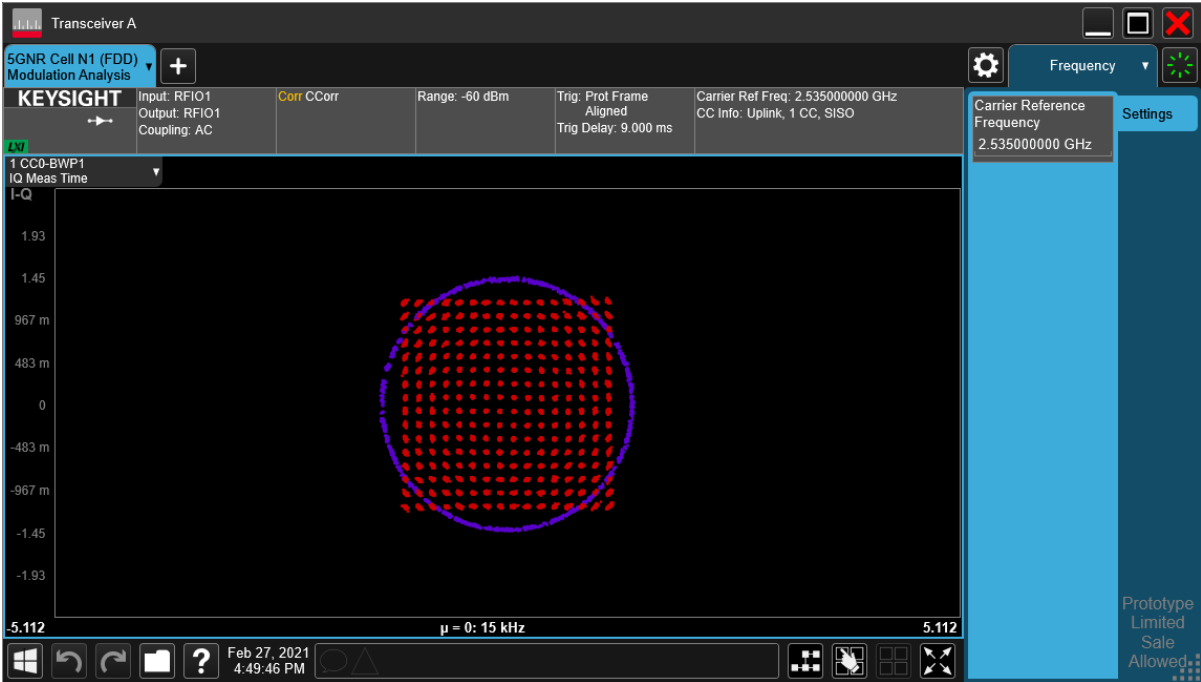 Transceiver A
5GNR Cell N1 (FDD)
Modulation Analysis
+
Frequency
KEYSIGHT
LXI
Input: RFIO1
Output: RFIO1
Coupling: AC
Corr CCorr
Range: -60 dBm
Trig: Prot Frame
Aligned
Trig Delay: 9.000 ms
Carrier Ref Freq: 2.535000000 GHz
CC Info: Uplink, 1 CC, SISO
Carrier Reference
Frequency
2.535000000 GHz
Settings
1 CC0-BWP1
IQ Meas Time
I-Q
1.93
1.45
967 m
483 m
0
-483 m
-967 m
-1.45
-1.93
-5.112
µ = 0: 15 kHz
5.112
?
Feb 27, 2021
4:49:46 PM
Prototype
Limited
Sale
Allowed